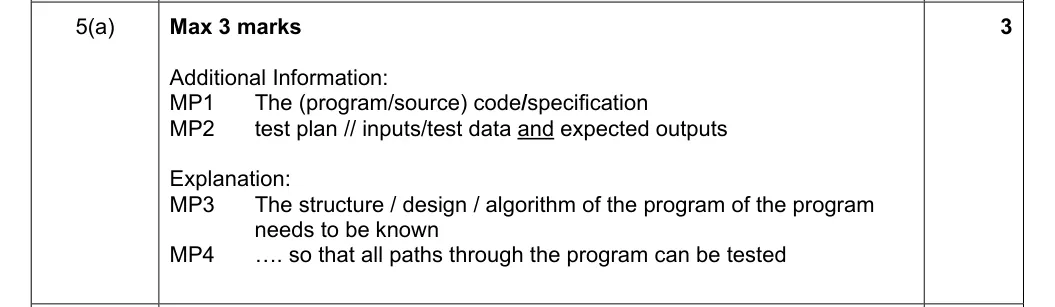 5(a)
Max 3 marks
3
Additional Information:
MP1 The (program/source) code/specification
MP2 test plan // inputs/test data and expected outputs
Explanation:
MP3 The structure / design / algorithm of the program of the program
needs to be known
MP4 …. so that all paths through the program can be tested